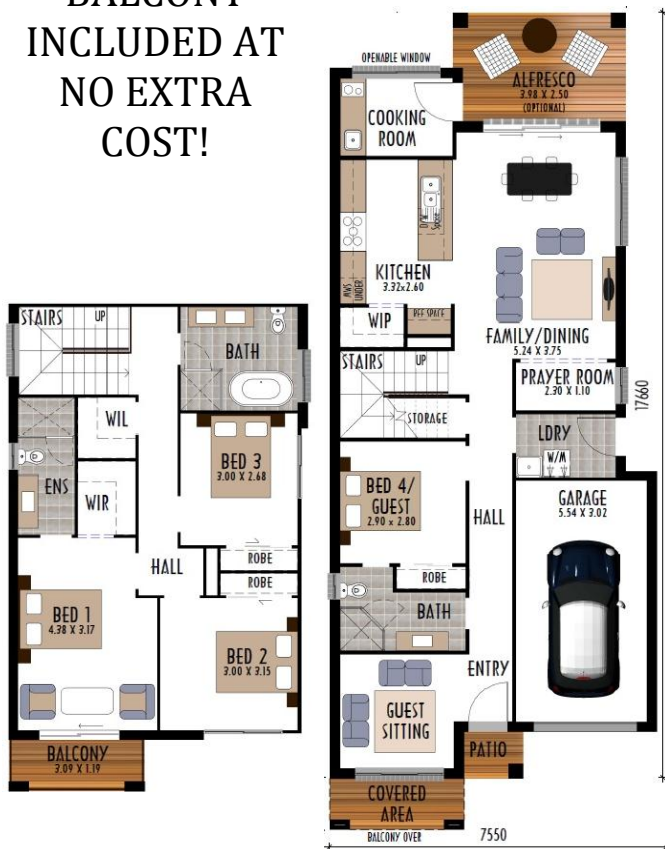 BALCONY
INCLUDED AT
NO EXTRA
COST!
OPENABLE WINDOW
ALFRESCO
3.98 X 2.50
(OPTIONAL)
COOKING
ROOM
D/W
Space
KITCHEN
3.32x2.60
MWS
UNDER
WIP
REF SPACE
FAMILY/DINING
5.24 X 3.75
STAIRS UP
PRAYER ROOM
2.30 X 1.10
17660
STORAGE
LDRY
W/M
BED 4/
GUEST
2.90 x 2.80
HALL
GARAGE
5.54 X 3.02
ROBE
BATH
ENTRY
GUEST
SITTING
PATIO
COVERED
AREA
BALCONY OVER
7550
STAIRS UP
BATH
WIL
BED 3
3.00 X 2.68
ENS
WIR
ROBE
HALL
ROBE
BED 1
4.38 X 3.17
BED 2
3.00 X 3.15
BALCONY
3.09 X 1.19